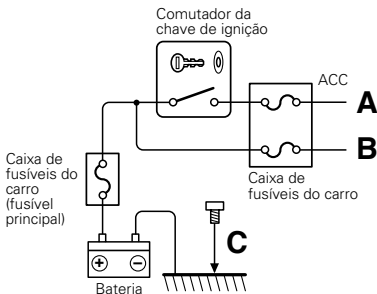 Comutador da
chave de ignição
ACC
A
B
Caixa de
fusíveis do
carro
(fusível
principal)
Caixa de
fusíveis do carro
C
Bateria